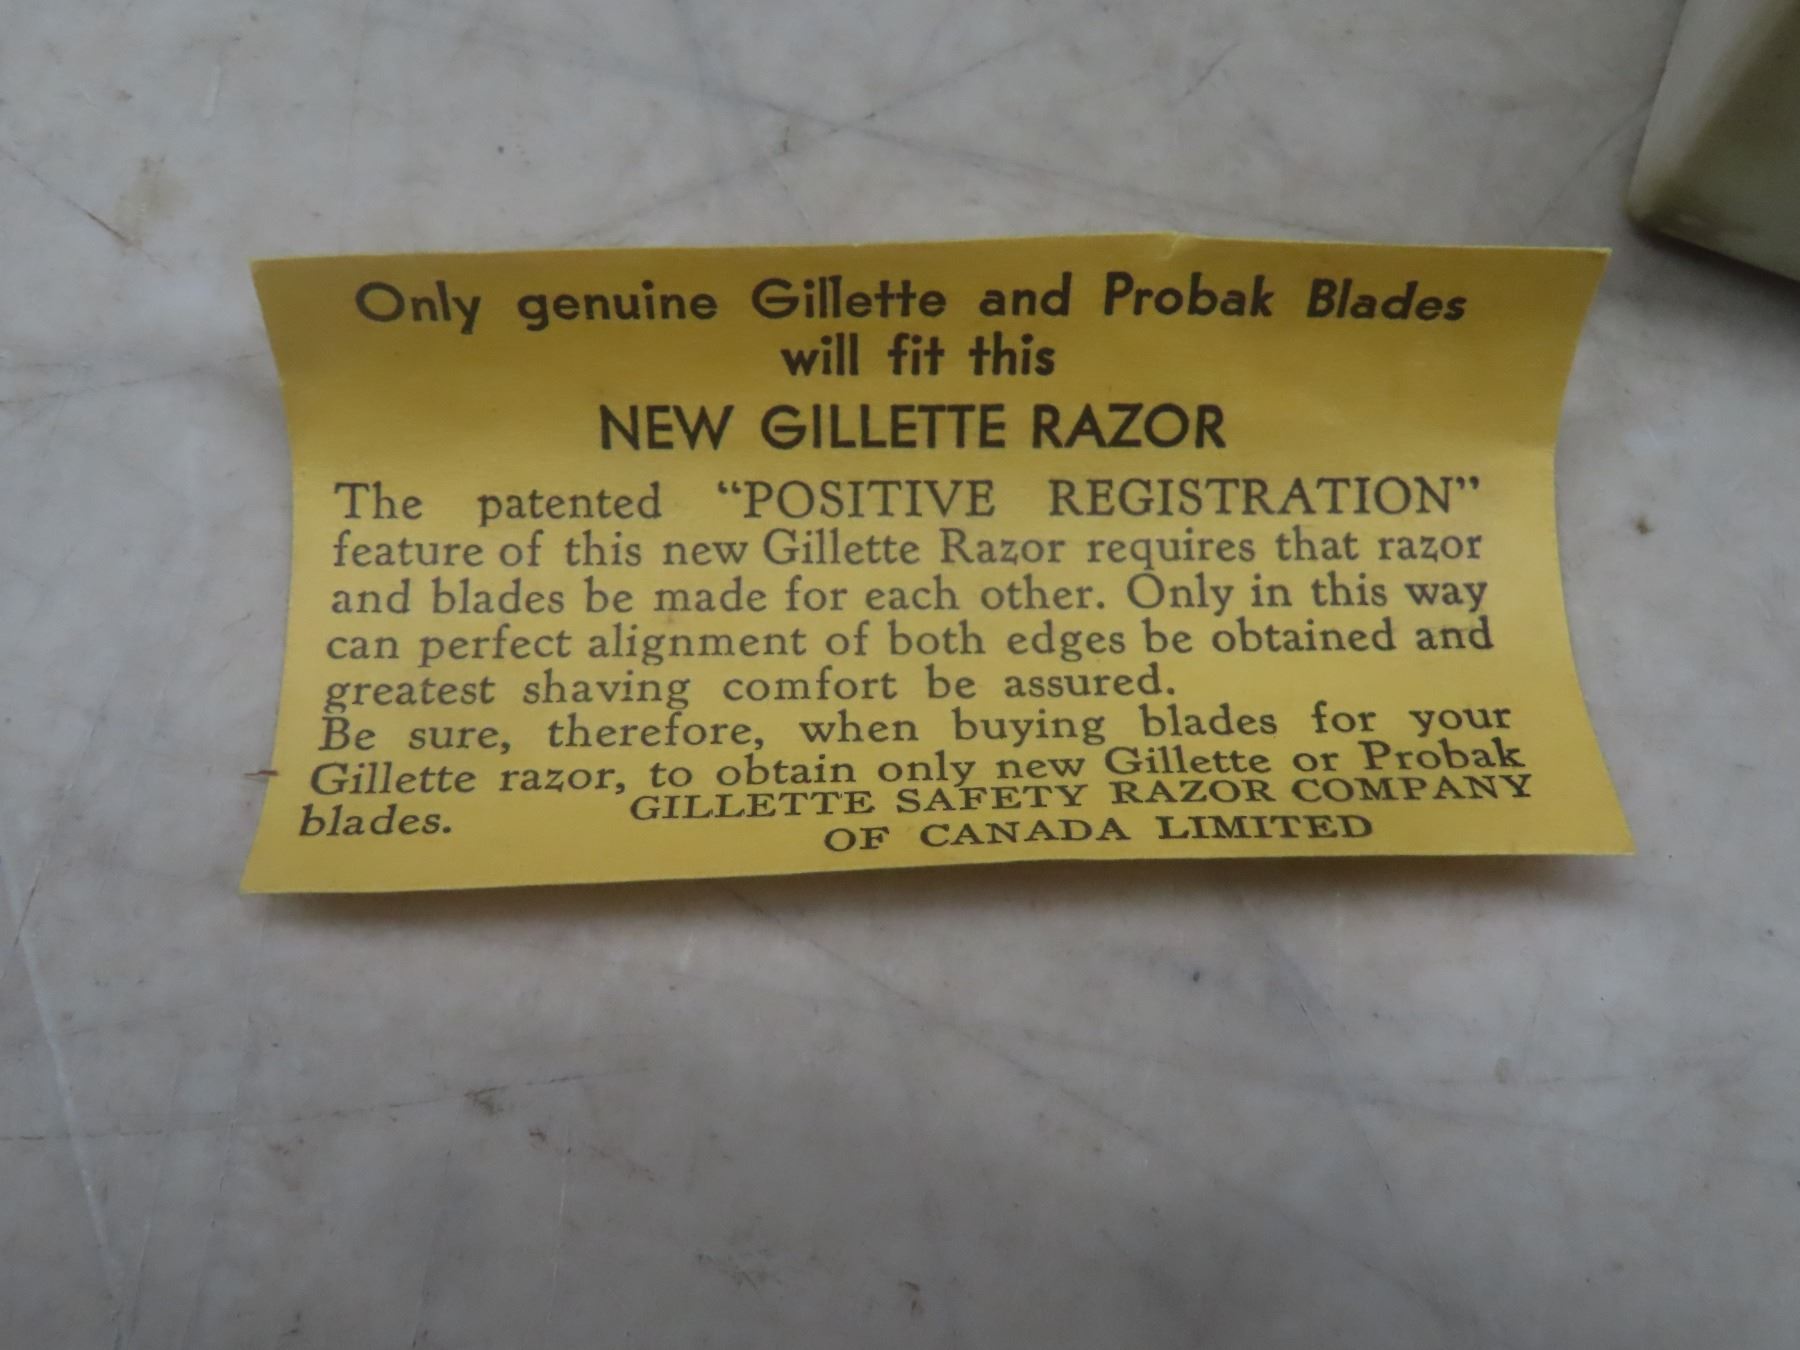 Only genuine Gillette and Probak Blades
will fit this
NEW GILLETTE RAZOR
The patented “POSITIVE REGISTRATION”
feature of this new Gillette Razor requires that razor
and blades be made for each other. Only in this way
can perfect alignment of both edges be obtained and
greatest shaving comfort be assured.
Be sure, therefore, when buying blades for your
Gillette razor, to obtain only new Gillette or Probak
blades.
GILLETTE SAFETY RAZOR COMPANY
OF CANADA LIMITED